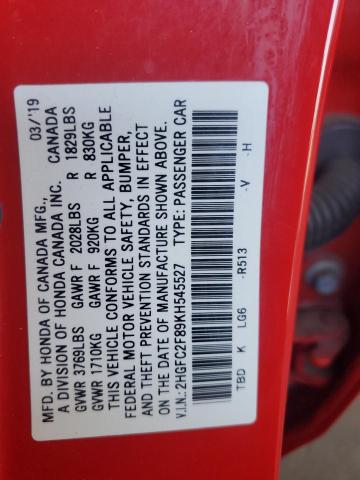 MFD. BY HONDA OF CANADA MFG., 03/'19
A DIVISION OF HONDA CANADA INC. CANADA
GVWR 3769LBS GAWR F 2028LBS R 1829LBS
GVWR 1710KG GAWR F 920KG R 830KG
THIS VEHICLE CONFORMS TO ALL APPLICABLE
FEDERAL MOTOR VEHICLE SAFETY, BUMPER,
AND THEFT PREVENTION STANDARDS IN EFFECT
ON THE DATE OF MANUFACTURE SHOWN ABOVE.
V.I.N.: 2HGFC2F89KH545527 TYPE: PASSENGER CAR
TBD K LG6 -R513 -V -H